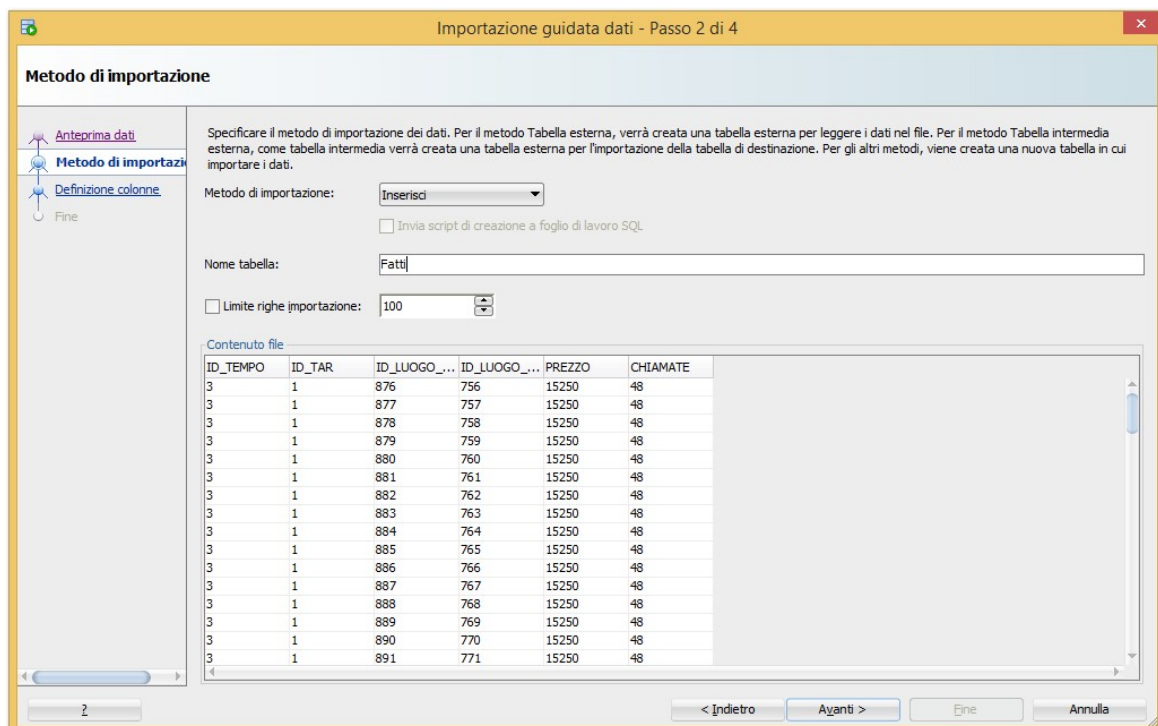 Importazione guidata dati - Passo 2 di 4
Metodo di importazione
Anteprima dati
Metodo di importazi
Definizione colonne
Fine
Specificare il metodo di importazione dei dati. Per il metodo Tabella esterna, verrà creata una tabella esterna per leggere i dati nel file. Per il metodo Tabella intermedia
esterna, come tabella intermedia verrà creata una tabella esterna per l'importazione della tabella di destinazione. Per gli altri metodi, viene creata una nuova tabella in cui
importare i dati.
Metodo di importazione: Inserisci
Invia script di creazione a foglio di lavoro SQL
Nome tabella: Fatti
Limite righe importazione: 100
Contenuto file
ID_TEMPO ID_TAR ID_LUOGO_... ID_LUOGO_... PREZZO CHIAMATE
3 1 876 756 15250 48
3 1 877 757 15250 48
3 1 878 758 15250 48
3 1 879 759 15250 48
3 1 880 760 15250 48
3 1 881 761 15250 48
3 1 882 762 15250 48
3 1 883 763 15250 48
3 1 884 764 15250 48
3 1 885 765 15250 48
3 1 886 766 15250 48
3 1 887 767 15250 48
3 1 888 768 15250 48
3 1 889 769 15250 48
3 1 890 770 15250 48
3 1 891 771 15250 48
? < Indietro Avanti > Fine Annulla